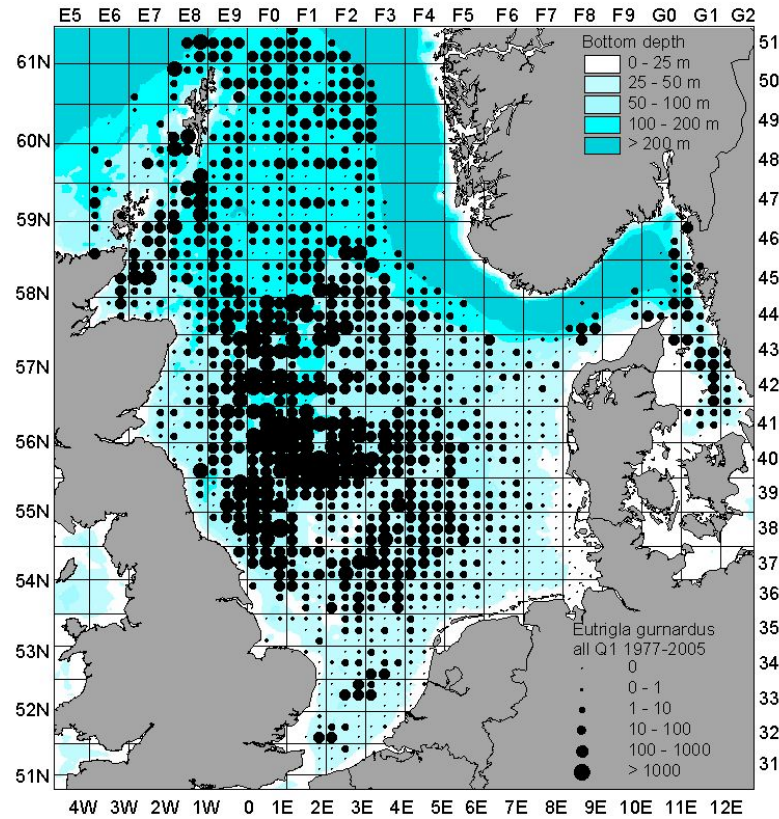 E5 E6 E7 E8 E9 F0 F1 F2 F3 F4 F5 F6 F7 F8 F9 G0 G1 G2
61N
60N
59N
58N
57N
56N
55N
54N
53N
52N
51N
Bottom depth
0 - 25 m
25 - 50 m
50 - 100 m
100 - 200 m
> 200 m
51
50
49
48
47
46
45
44
43
42
41
40
39
38
37
36
35
34
33
32
31
Eutrigla gurnardus
all Q1 1977-2005
0
0 - 1
1 - 10
10 - 100
100 - 1000
> 1000
4W 3W 2W 1W 0 1E 2E 3E 4E 5E 6E 7E 8E 9E 10E 11E 12E